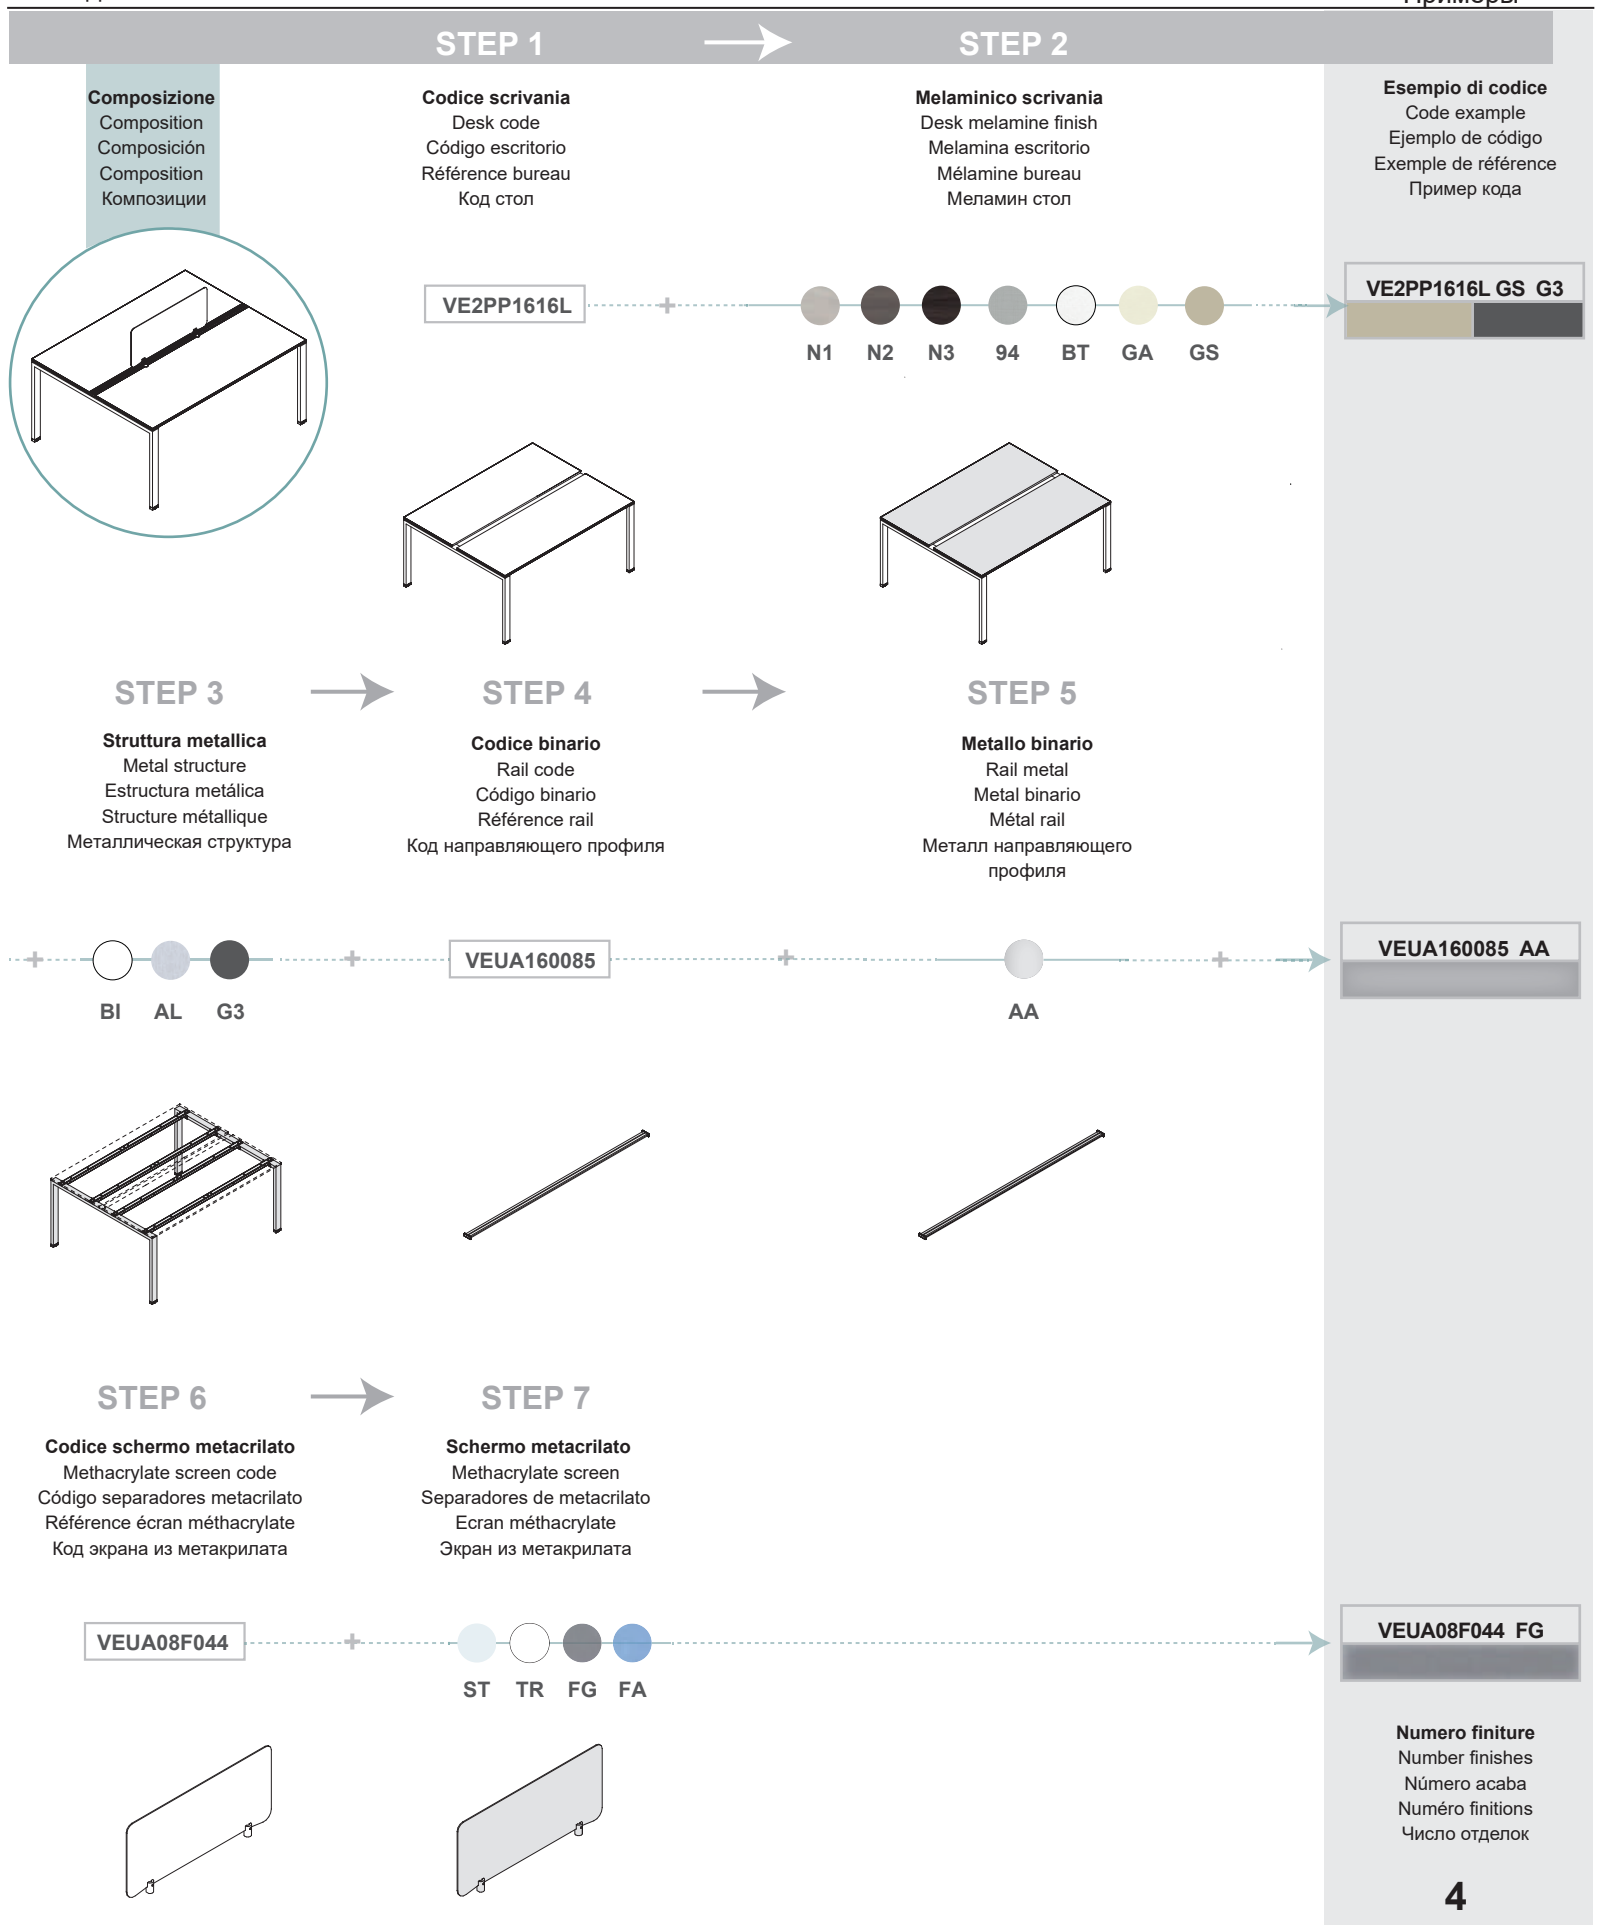 Примеры
STEP 1
STEP 2
Composizione
Composition
Composición
Composition
Композиции
Codice scrivania
Desk code
Código escritorio
Référence bureau
Код стол
Melaminico scrivania
Desk melamine finish
Melamina escritorio
Mélamine bureau
Меламин стол
Esempio di codice
Code example
Ejemplo de código
Exemple de référence
Пример кода
VE2PP1616L
+
N1 N2 N3 94 BT GA GS
VE2PP1616L GS G3
STEP 3
STEP 4
STEP 5
Struttura metallica
Metal structure
Estructura metálica
Structure métallique
Металлическая структура
Codice binario
Rail code
Código binario
Référence rail
Код направляющего профиля
Metallo binario
Rail metal
Metal binario
Métal rail
Металл направляющего
профиля
+
BI AL G3
+
VEUA160085
+
AA
+
VEUA160085 AA
STEP 6
STEP 7
Codice schermo metacrilato
Methacrylate screen code
Código separadores metacrilato
Référence écran méthacrylate
Код экрана из метакрилата
Schermo metacrilato
Methacrylate screen
Separadores de metacrilato
Ecran méthacrylate
Экран из метакрилата
VEUA08F044
+
ST TR FG FA
VEUA08F044 FG
Numero finiture
Number finishes
Número acaba
Numéro finitions
Число отделок
4